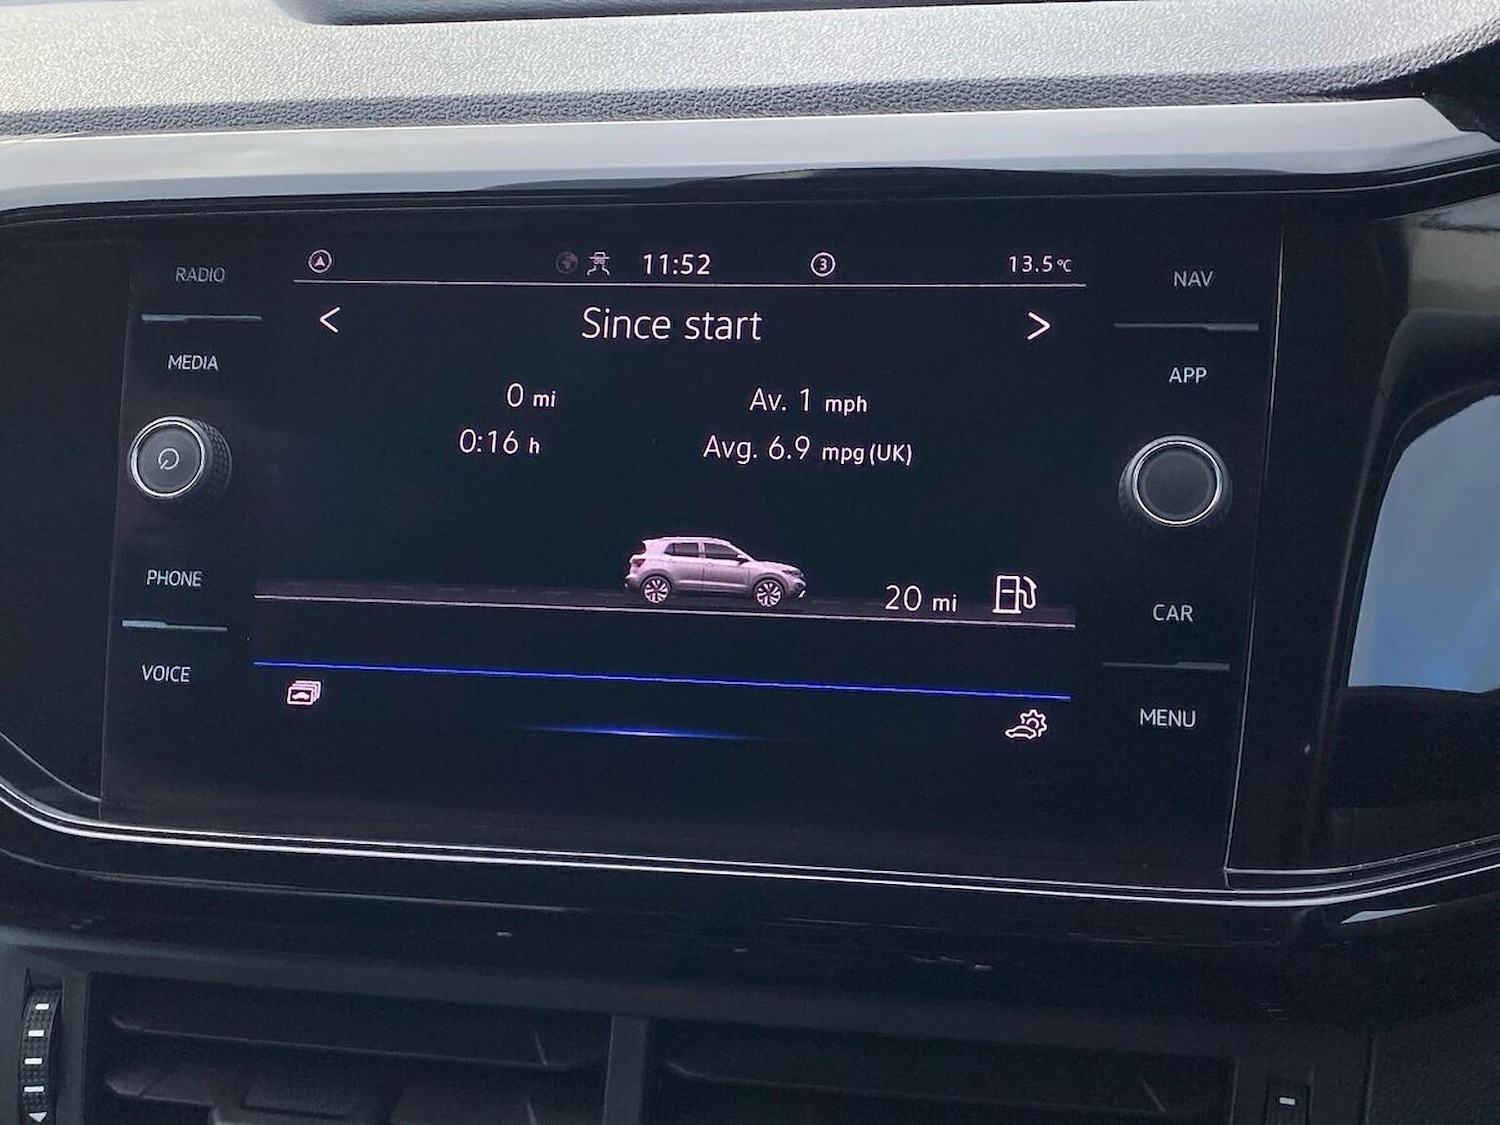 RADIO
MEDIA
PHONE
VOICE
11:52
3
13.5°C
< Since start >
0 mi
Av. 1 mph
0:16 h
Avg. 6.9 mpg (UK)
20 mi
NAV
APP
CAR
MENU